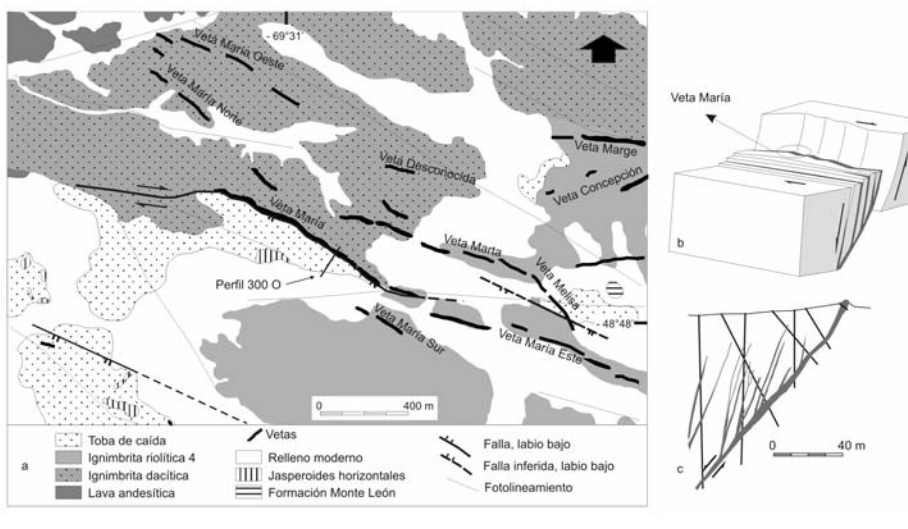 - 69°31'
Veta María Oeste
Veta María Norte
Veta Desconocida
Veta Marge
Veta Concepción
Veta María
Veta Marta
Veta Melisa
Perfil 300 O
- 48°48'
Veta María Sur
Veta María Este
0 400 m
a
Toba de caída
Ignimbrita riolítica 4
Ignimbrita dacítica
Lava andesítica
Vetas
Relleno moderno
Jasperoides horizontales
Formación Monte León
Falla, labio bajo
Falla inferida, labio bajo
Fotolineamiento
Veta María
b
0 40 m
c